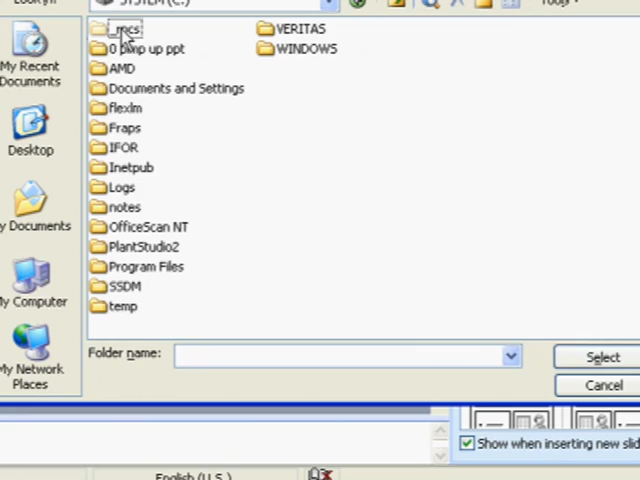 SYSTEM (C:)
My Recent
Documents
Desktop
My Documents
My Computer
My Network
Places
0 pimp up ppt
AMD
Documents and Settings
flexlm
Fraps
IFOR
Inetpub
Logs
notes
OfficeScan NT
PlantStudio2
Program Files
SSDM
temp
VERITAS
WINDOWS
Folder name:
Select
Cancel
Show when inserting new slid
English (U.S.)